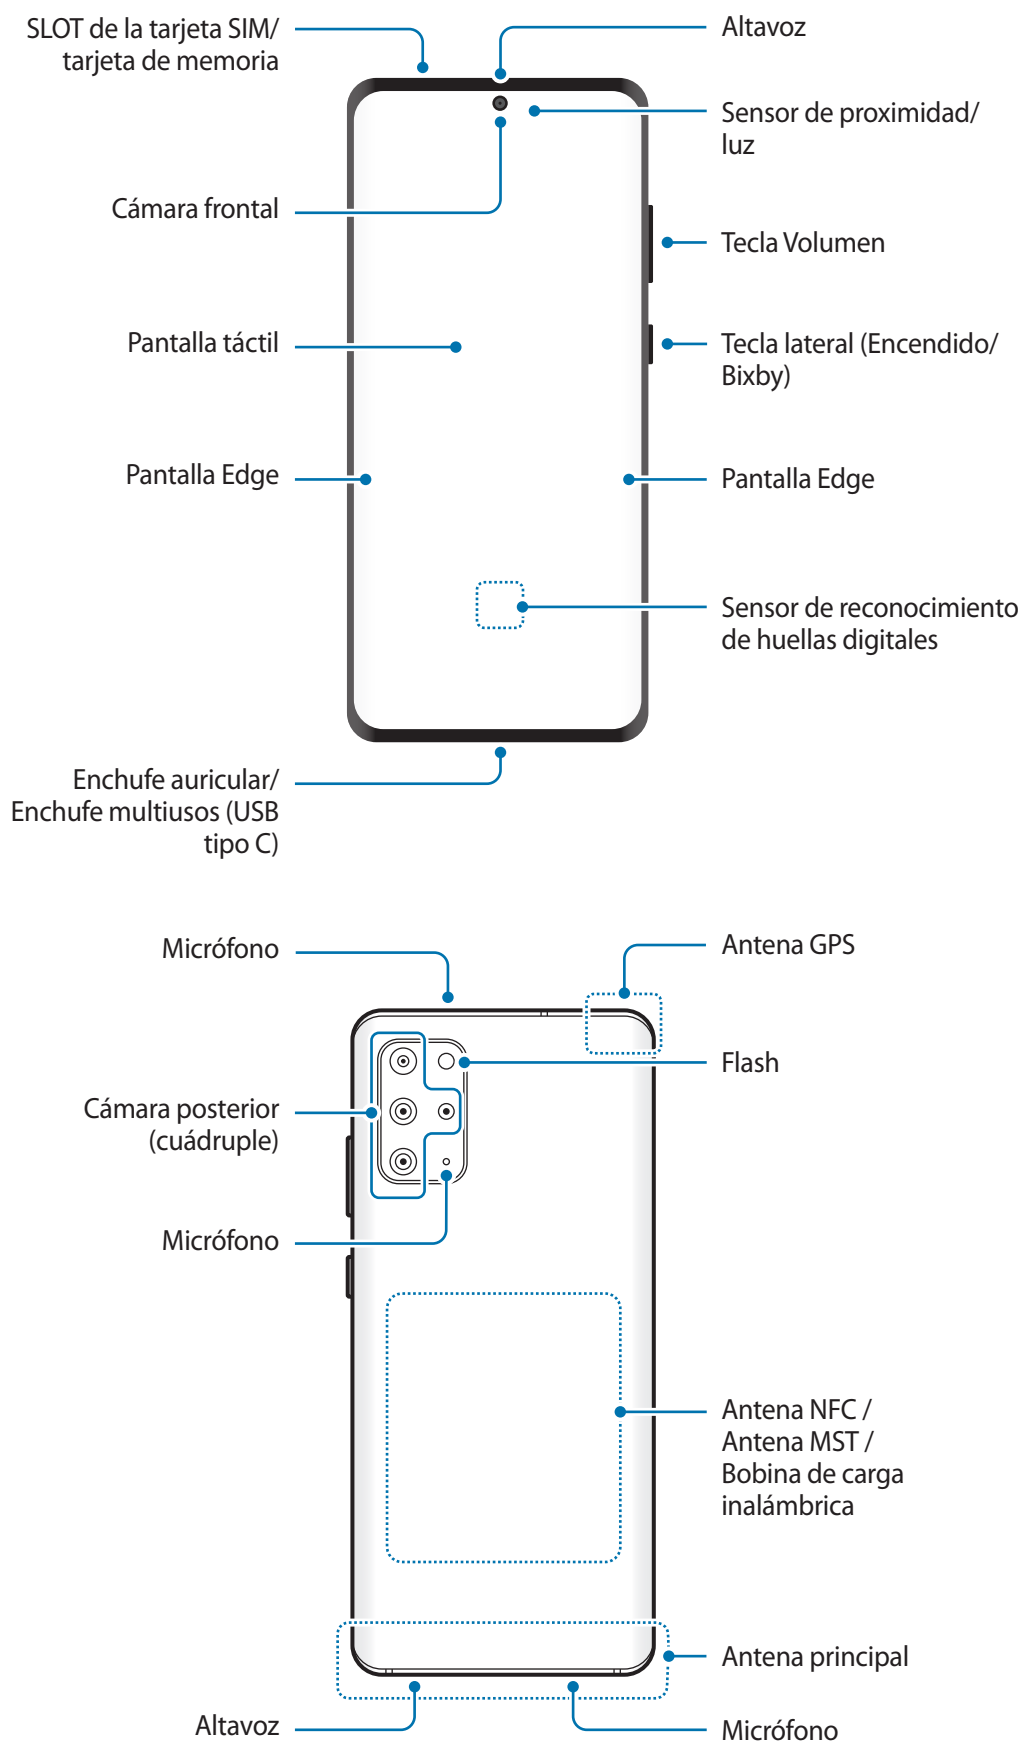 SLOT de la tarjeta SIM/
tarjeta de memoria
Altavoz
Sensor de proximidad/
luz
Cámara frontal
Tecla Volumen
Pantalla táctil
Tecla lateral (Encendido/
Bixby)
Pantalla Edge
Pantalla Edge
Sensor de reconocimiento
de huellas digitales
Enchufe auricular/
Enchufe multiusos (USB
tipo C)
Micrófono
Antena GPS
Flash
Cámara posterior
(cuádruple)
Micrófono
Antena NFC /
Antena MST /
Bobina de carga
inalámbrica
Antena principal
Altavoz
Micrófono